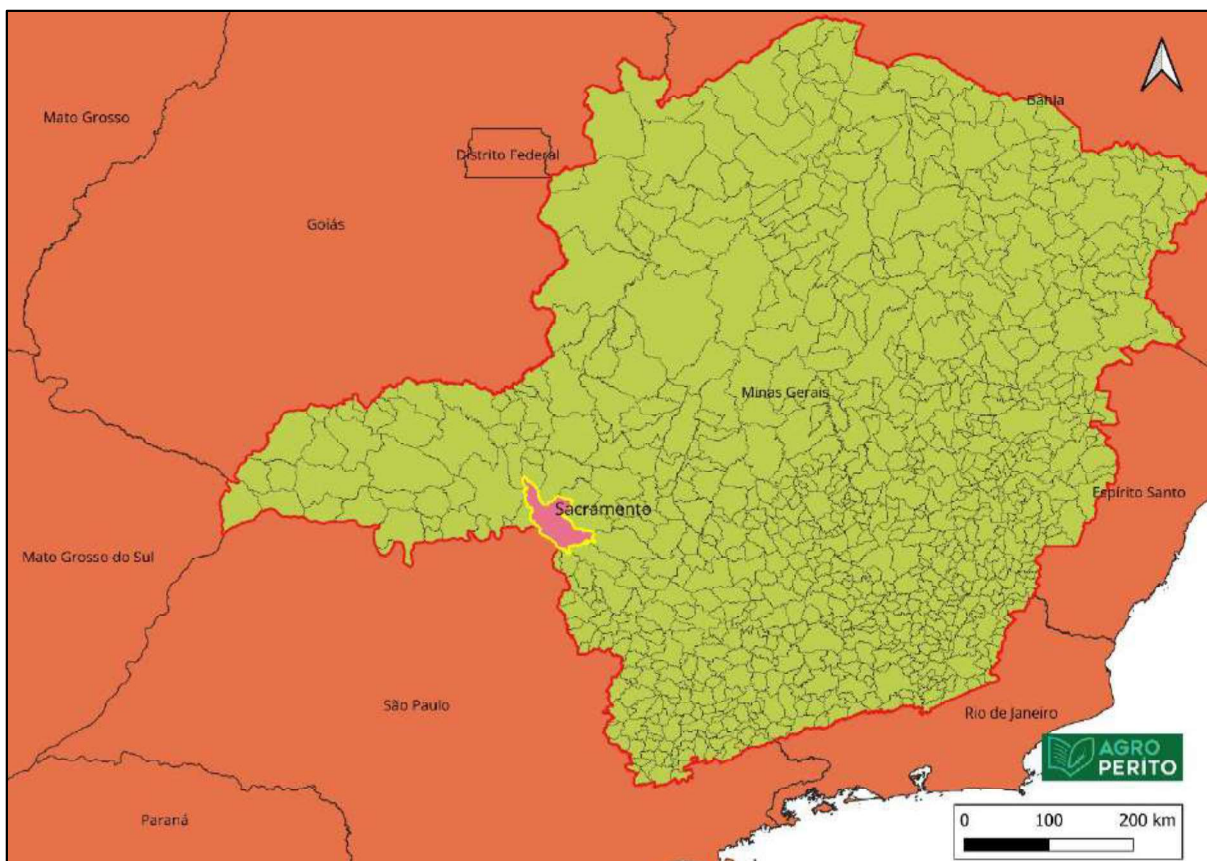 Bahia
Mato Grosso
Distrito Federal
Goiás
Minas Gerais
Espírito Santo
Sacramento
Mato Grosso do Sul
São Paulo
Rio de Janeiro
AGRO
PERITO
Paraná
0 100 200 km